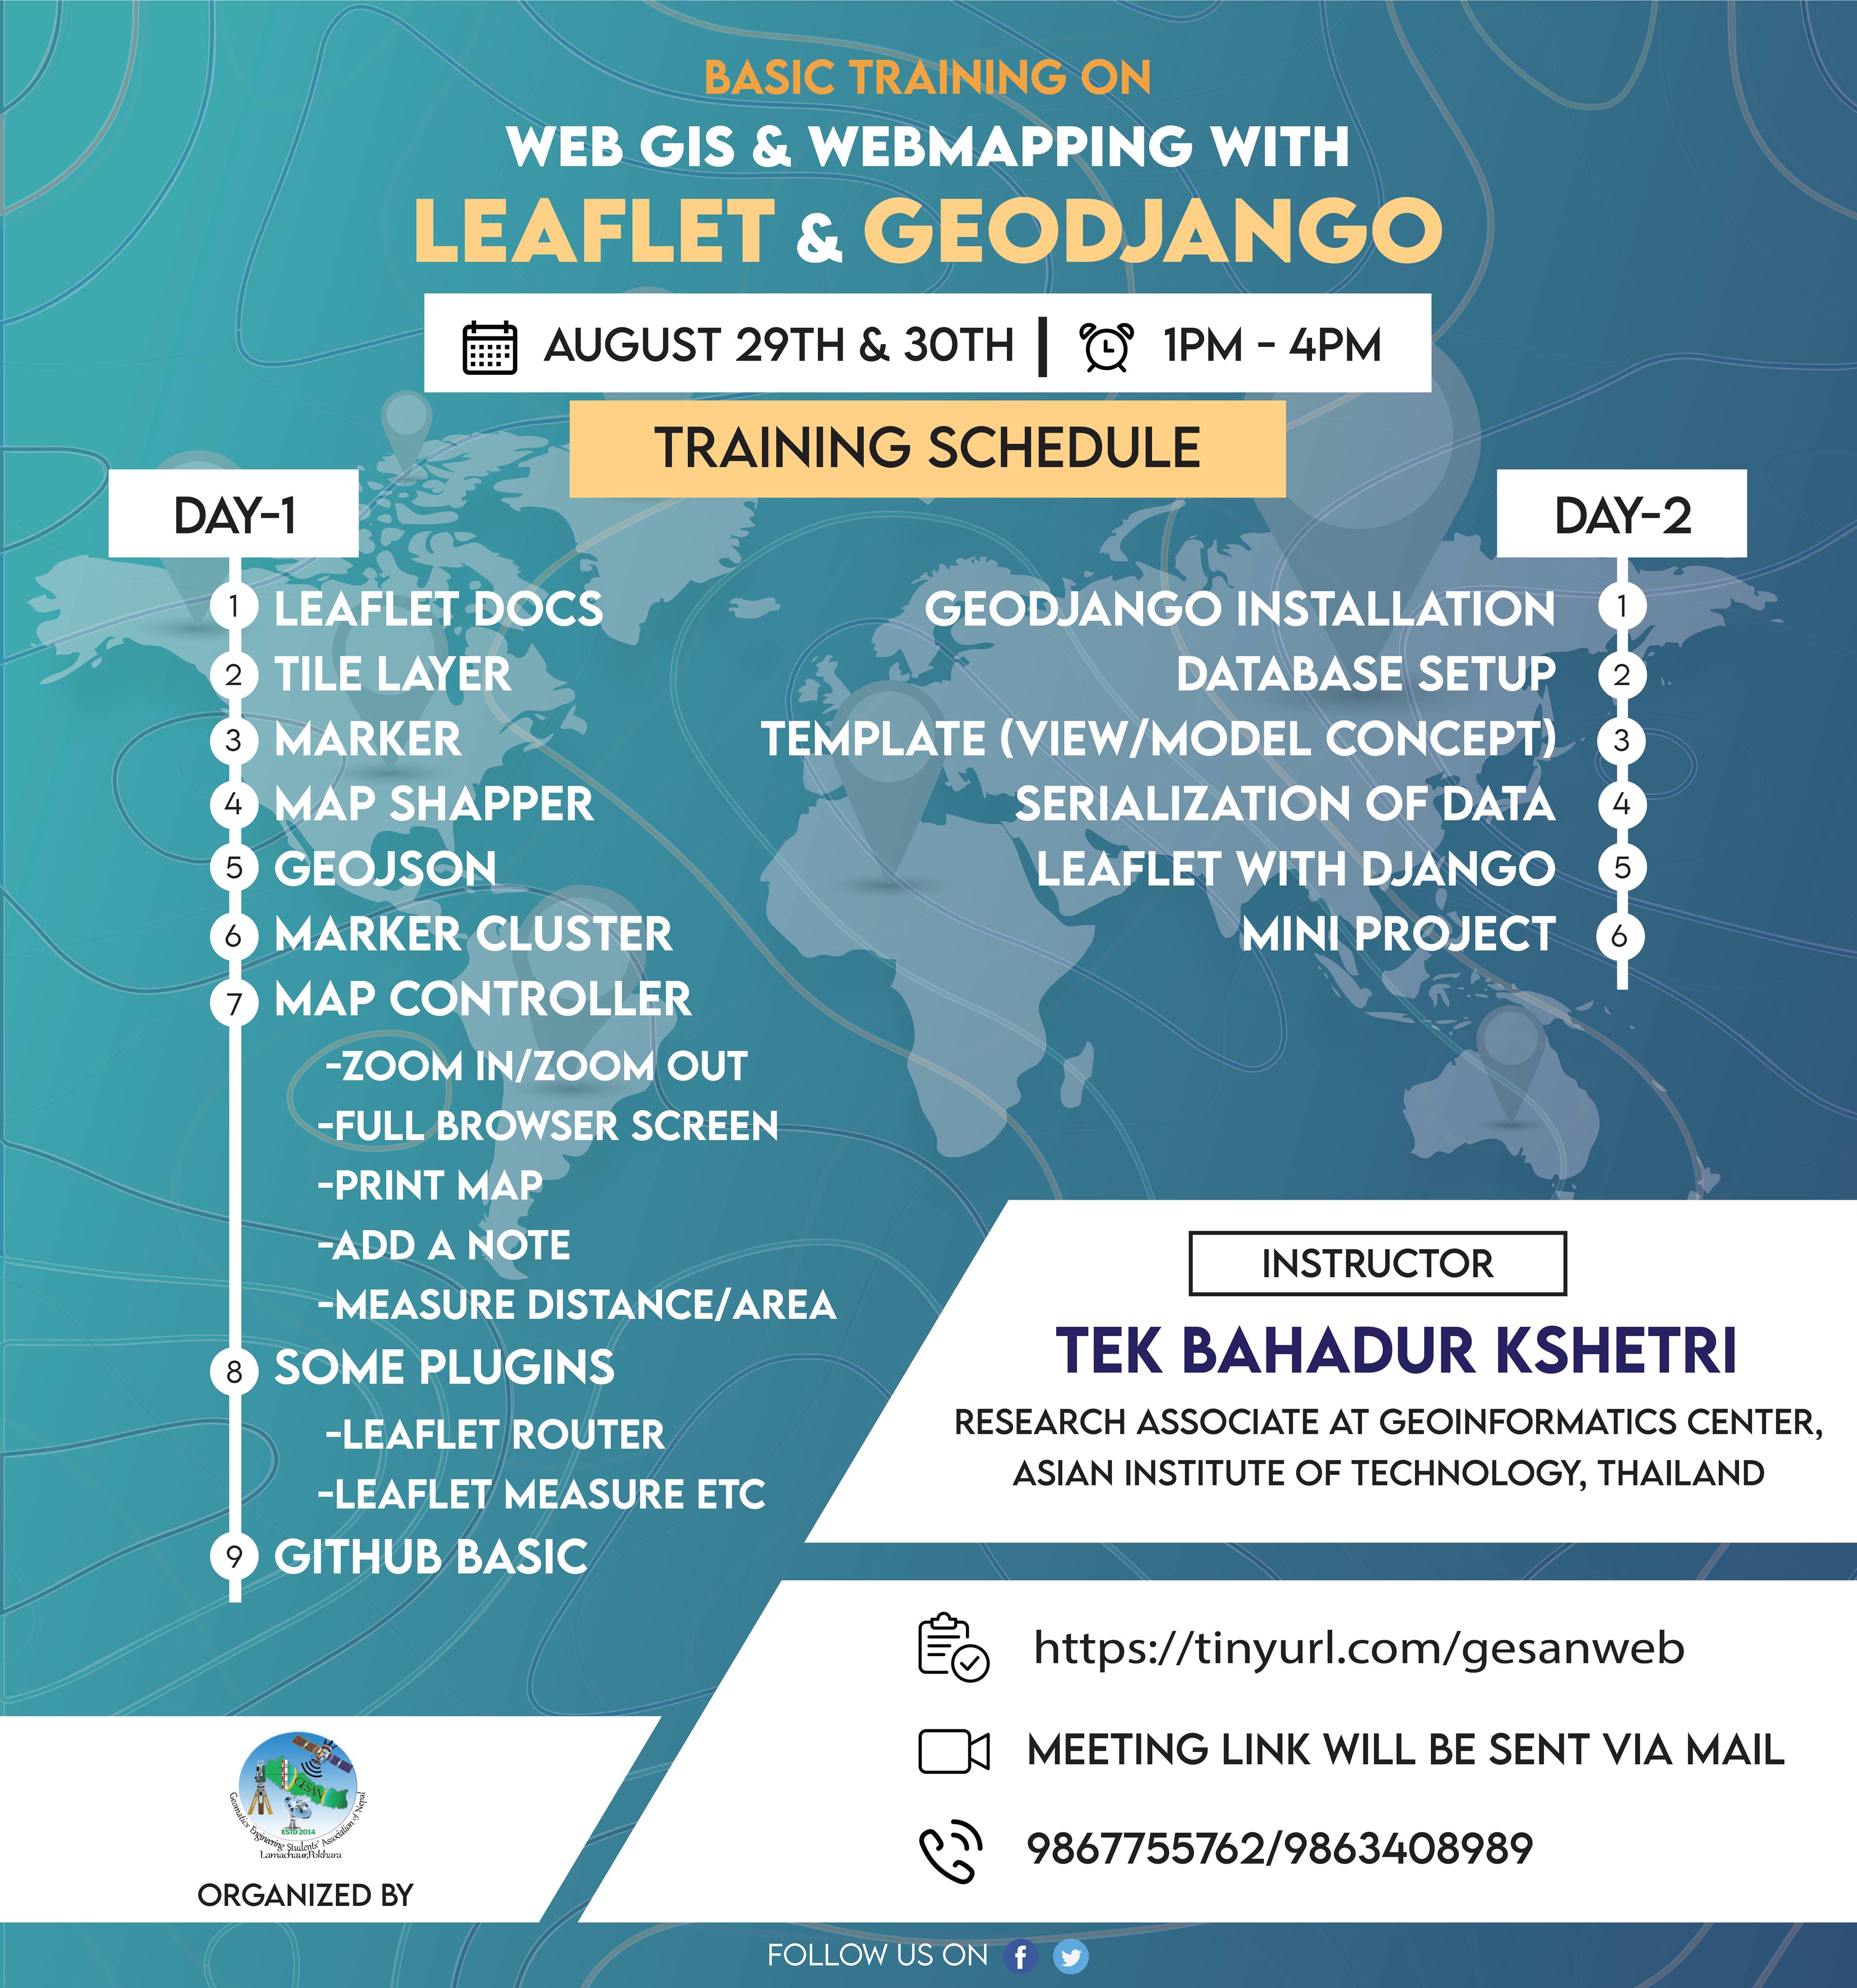 BASIC TRAINING ON
WEB GIS & WEBMAPPING WITH
LEAFLET & GEODJANGO
AUGUST 29TH & 30TH | 1PM - 4PM
TRAINING SCHEDULE
DAY-1
1 LEAFLET DOCS
2 TILE LAYER
3 MARKER
4 MAP SHAPPER
5 GEOJSON
6 MARKER CLUSTER
7 MAP CONTROLLER
-ZOOM IN/ZOOM OUT
-FULL BROWSER SCREEN
-PRINT MAP
-ADD A NOTE
-MEASURE DISTANCE/AREA
8 SOME PLUGINS
-LEAFLET ROUTER
-LEAFLET MEASURE ETC
9 GITHUB BASIC
DAY-2
GEODJANGO INSTALLATION 1
DATABASE SETUP 2
TEMPLATE (VIEW/MODEL CONCEPT) 3
SERIALIZATION OF DATA 4
LEAFLET WITH DJANGO 5
MINI PROJECT 6
INSTRUCTOR
TEK BAHADUR KSHETRI
RESEARCH ASSOCIATE AT GEOINFORMATICS CENTER,
ASIAN INSTITUTE OF TECHNOLOGY, THAILAND
https://tinyurl.com/gesanweb
MEETING LINK WILL BE SENT VIA MAIL
9867755762/9863408989
GESAN
ESTD 2014
Geomatics Engineering Students' Association of Nepal
Lamachaur,Pokhara
ORGANIZED BY
FOLLOW US ON